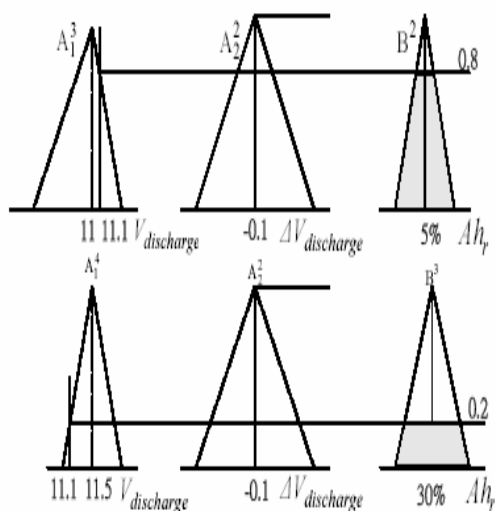 A₁³ A₂² B² 0.8
11 11.1 V_discharge -0.1 ΔV_discharge 5% Ah_r
A₁⁴ A₂² B³
0.2
11.1 11.5 V_discharge -0.1 ΔV_discharge 30% Ah_r